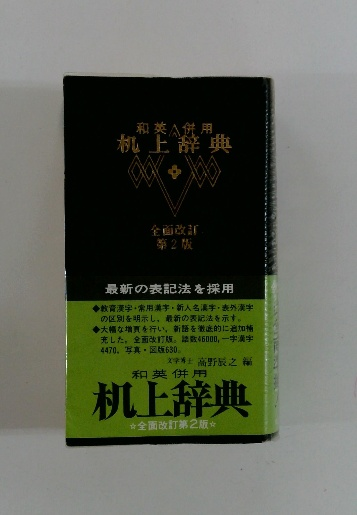 和英併用
机上辞典
全面改訂
第2版
最新の表記法を採用
◆教育漢字・常用漢字・新人名漢字・表外漢字
の区別を明示し、最新の表記法を示す。
◆大幅な増頁を行い、新語を徹底的に追加補
充した。全面改訂版。語数46000、一字漢字
4470、写真・図版630。
文学博士 高野辰之 編
和英併用
机上辞典
☆全面改訂第2版☆